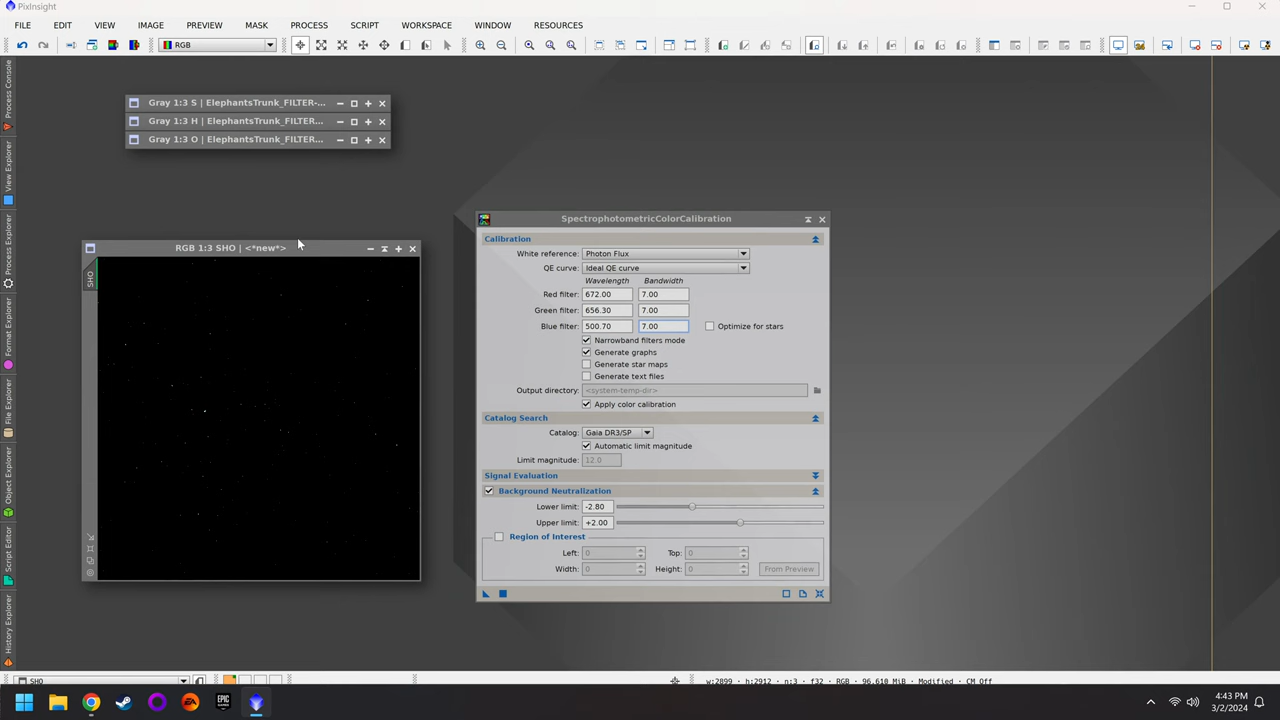 PixInsight
FILE EDIT VIEW IMAGE MASK PROCESS SCRIPT WORKSPACE WINDOW RESOURCES
RGB
Process Console
View Explorer
Process Explorer
Format Explorer
File Explorer
Object Explorer
Script Editor
History Explorer
Gray 1:3 S | ElephantsTrunk_FILTER-...
Gray 1:3 H | ElephantsTrunk_FILTER...
Gray 1:3 O | ElephantsTrunk_FILTER...
RGB 1:3 SHO | <*new*>
SHO
SpectrophotometricColorCalibration
Calibration
White reference: Photon Flux
QE curve: Ideal QE curve
Wavelength Bandwidth
Red filter: 672.00 7.00
Green filter: 656.30 7.00
Blue filter: 500.70 7.00 Optimize for stars
Narrowband filters mode
Generate graphs
Generate star maps
Generate text files
Output directory: <system-temp-dir>
Apply color calibration
Catalog Search
Catalog: Gaia DR3/SP
Automatic limit magnitude
Limit magnitude: 12.0
Signal Evaluation
Background Neutralization
Lower limit: -2.80
Upper limit: +2.00
Region of Interest
Left: 0 Top: 0
Width: 0 Height: 0 From Preview
SHO
w:2899 h:2912 n:3 f32 RGB 96.610 MiB Modified CM Off
EA
EPIC GAMES
4:43 PM
3/2/2024